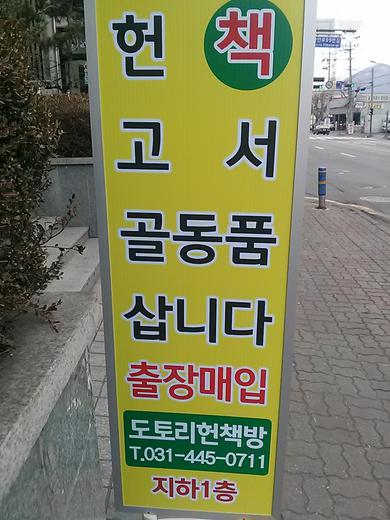 헌 책
고 서
골동품
삽니다
출장매입
도토리헌책방
T.031-445-0711
지하1층